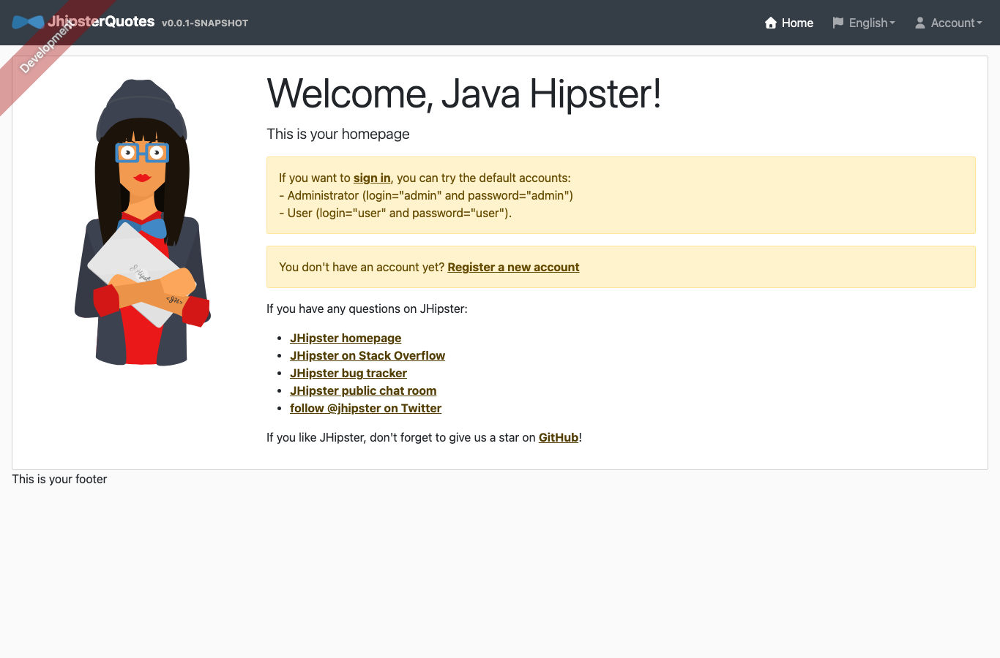 JhipsterQuotes v0.0.1-SNAPSHOT
Home English Account
Development
Welcome, Java Hipster!
This is your homepage
If you want to sign in, you can try the default accounts:
- Administrator (login="admin" and password="admin")
- User (login="user" and password="user").
You don't have an account yet? Register a new account
If you have any questions on JHipster:
JHipster homepage
JHipster on Stack Overflow
JHipster bug tracker
JHipster public chat room
follow @jhipster on Twitter
If you like JHipster, don't forget to give us a star on GitHub!
<JH>
This is your footer